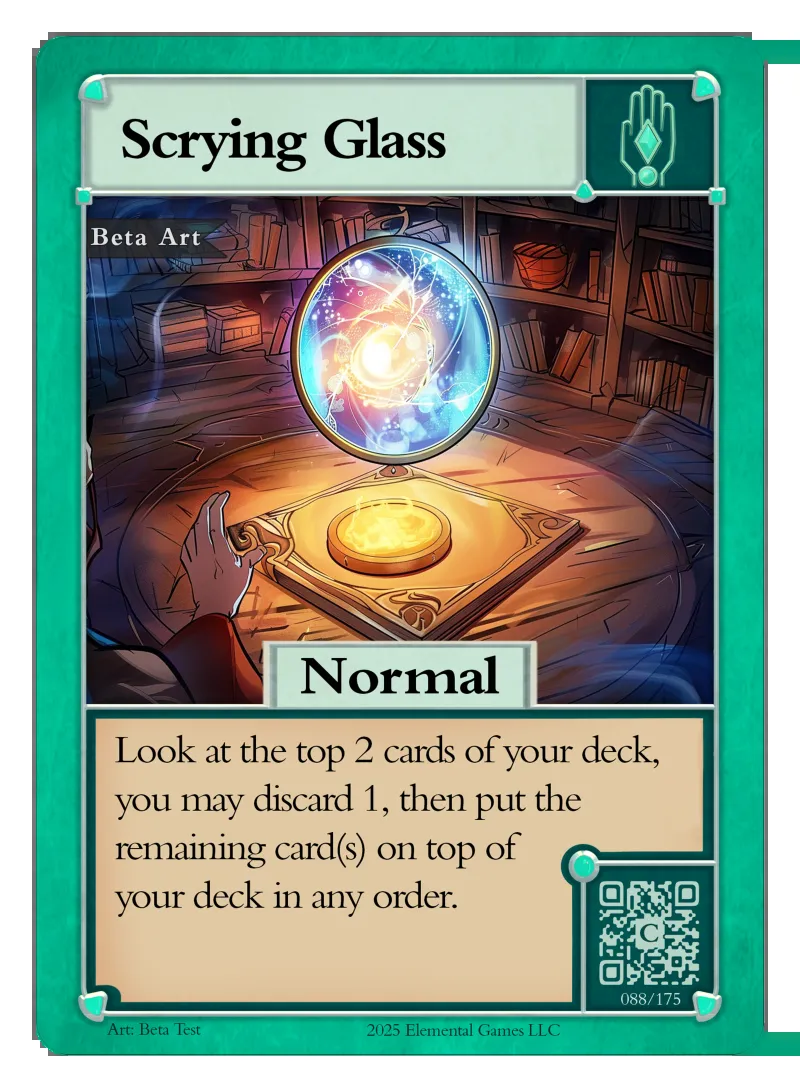 Scrying Glass
Beta Art
Normal
Look at the top 2 cards of your deck,
you may discard 1, then put the
remaining card(s) on top of
your deck in any order.
C
088/175
Art: Beta Test
2025 Elemental Games LLC